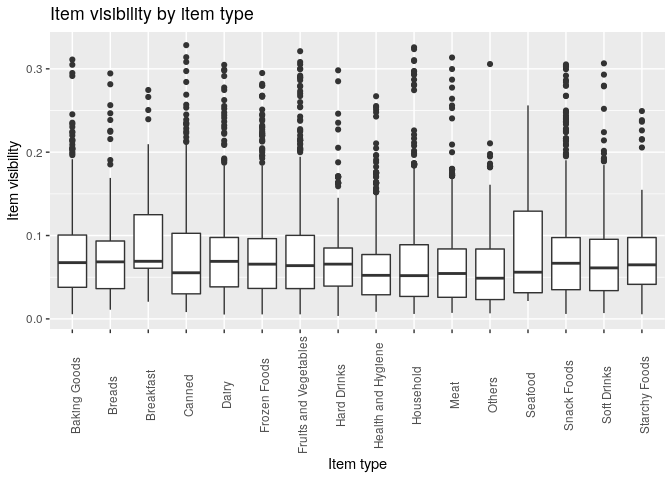 Item visibility by item type
Item visibility
0.3
0.2
0.1
0.0
Baking Goods
Breads
Breakfast
Canned
Dairy
Frozen Foods
Fruits and Vegetables
Hard Drinks
Health and Hygiene
Household
Meat
Others
Seafood
Snack Foods
Soft Drinks
Starchy Foods
Item type